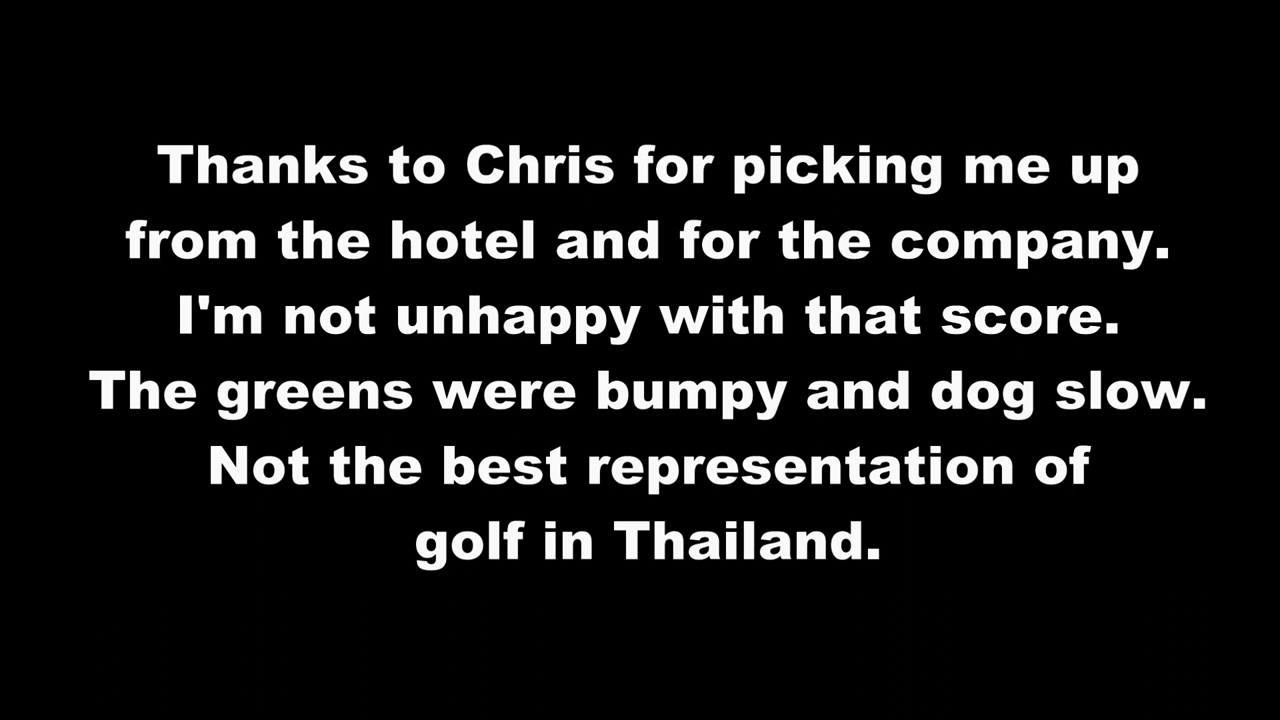 Thanks to Chris for picking me up
from the hotel and for the company.
I'm not unhappy with that score.
The greens were bumpy and dog slow.
Not the best representation of
golf in Thailand.